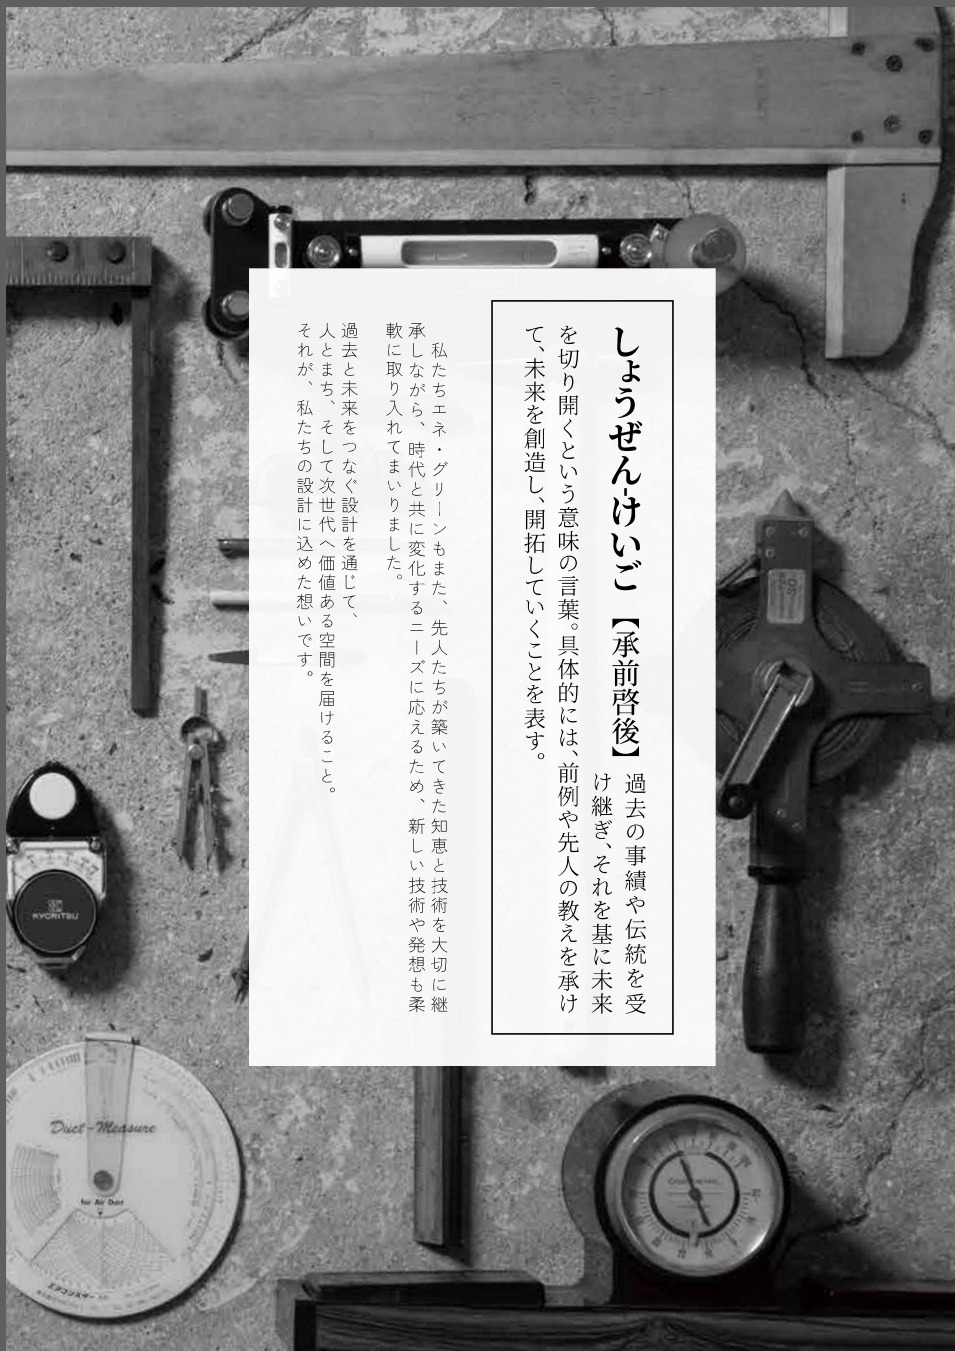 しょうぜん-けいご【承前啓後】過去の事績や伝統を受
け継ぎ、それを基に未来
を切り開くという意味の言葉。具体的には、前例や先人の教えを承け
て、未来を創造し、開拓していくことを表す。
私たちエネ・グリーンもまた、先人たちが築いてきた知恵と技術を大切に継
承しながら、時代と共に変化するニーズに応えるため、新しい技術や発想も柔
軟に取り入れてまいりました。
過去と未来をつなぐ設計を通じて、
人とまち、そして次世代へ価値ある空間を届けること。
それが、私たちの設計に込めた想いです。
KYORITSU
Duct-Measure
for Air Duct
エアコンスター